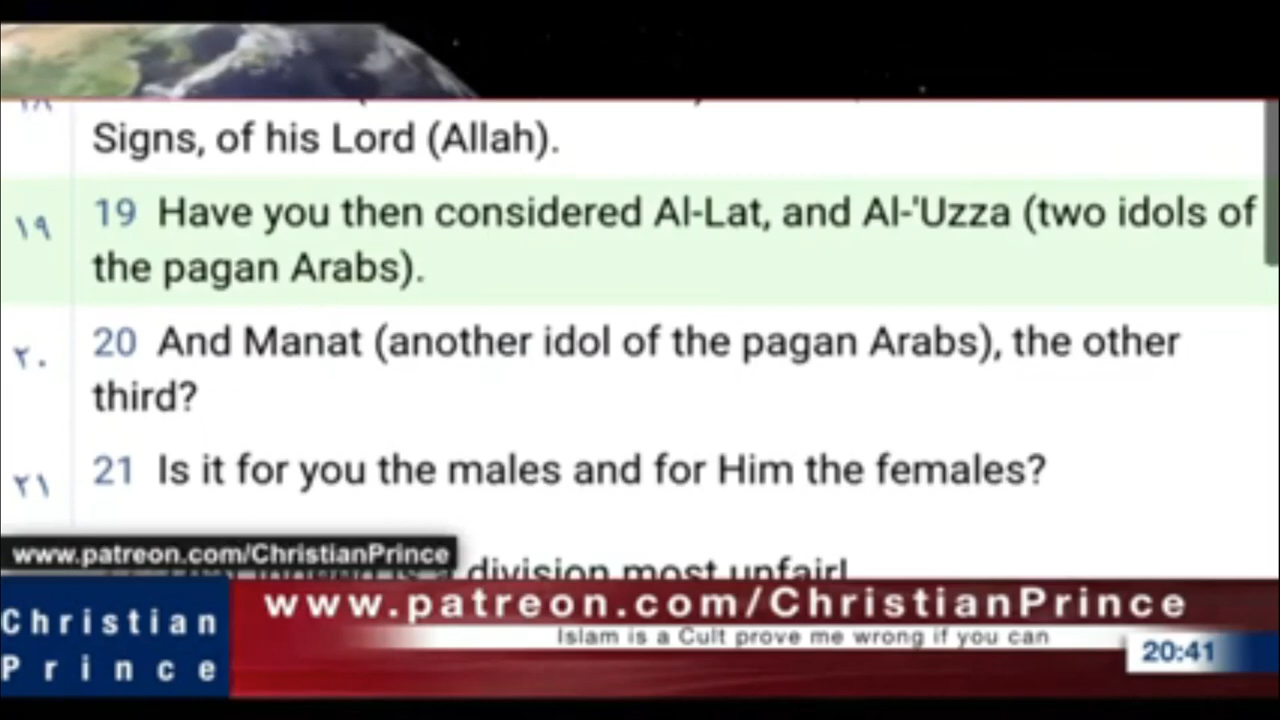 Signs, of his Lord (Allah).
١٩ 19 Have you then considered Al-Lat, and Al-'Uzza (two idols of
the pagan Arabs).
٢٠ 20 And Manat (another idol of the pagan Arabs), the other
third?
٢١ 21 Is it for you the males and for Him the females?
division most unfair!
www.patreon.com/ChristianPrince
www.patreon.com/ChristianPrince
Islam is a Cult prove me wrong if you can
Christian
Prince
20:41